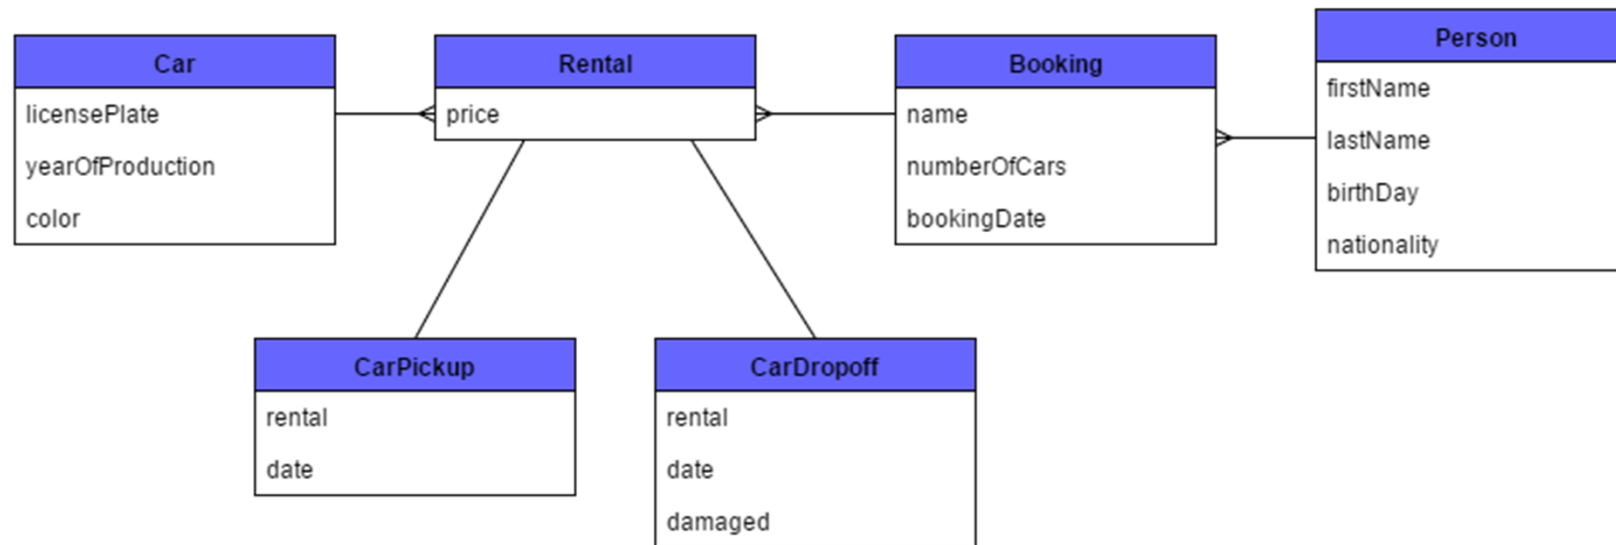 Car
licensePlate
yearOfProduction
color
Rental
price
Booking
name
numberOfCars
bookingDate
Person
firstName
lastName
birthDay
nationality
CarPickup
rental
date
CarDropoff
rental
date
damaged